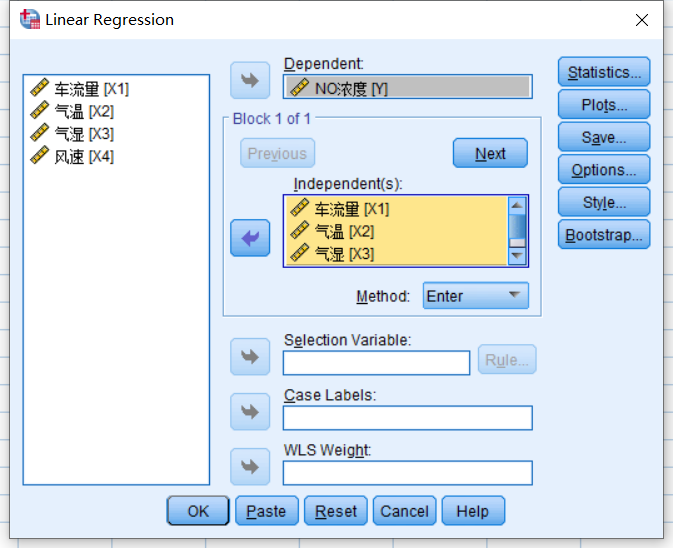 Linear Regression
车流量 [X1]
气温 [X2]
气湿 [X3]
风速 [X4]
Dependent:
NO浓度 [Y]
Block 1 of 1
Previous
Next
Independent(s):
车流量 [X1]
气温 [X2]
气湿 [X3]
Method:
Enter
Selection Variable:
Rule...
Case Labels:
WLS Weight:
Statistics...
Plots...
Save...
Options...
Style...
Bootstrap...
OK
Paste
Reset
Cancel
Help